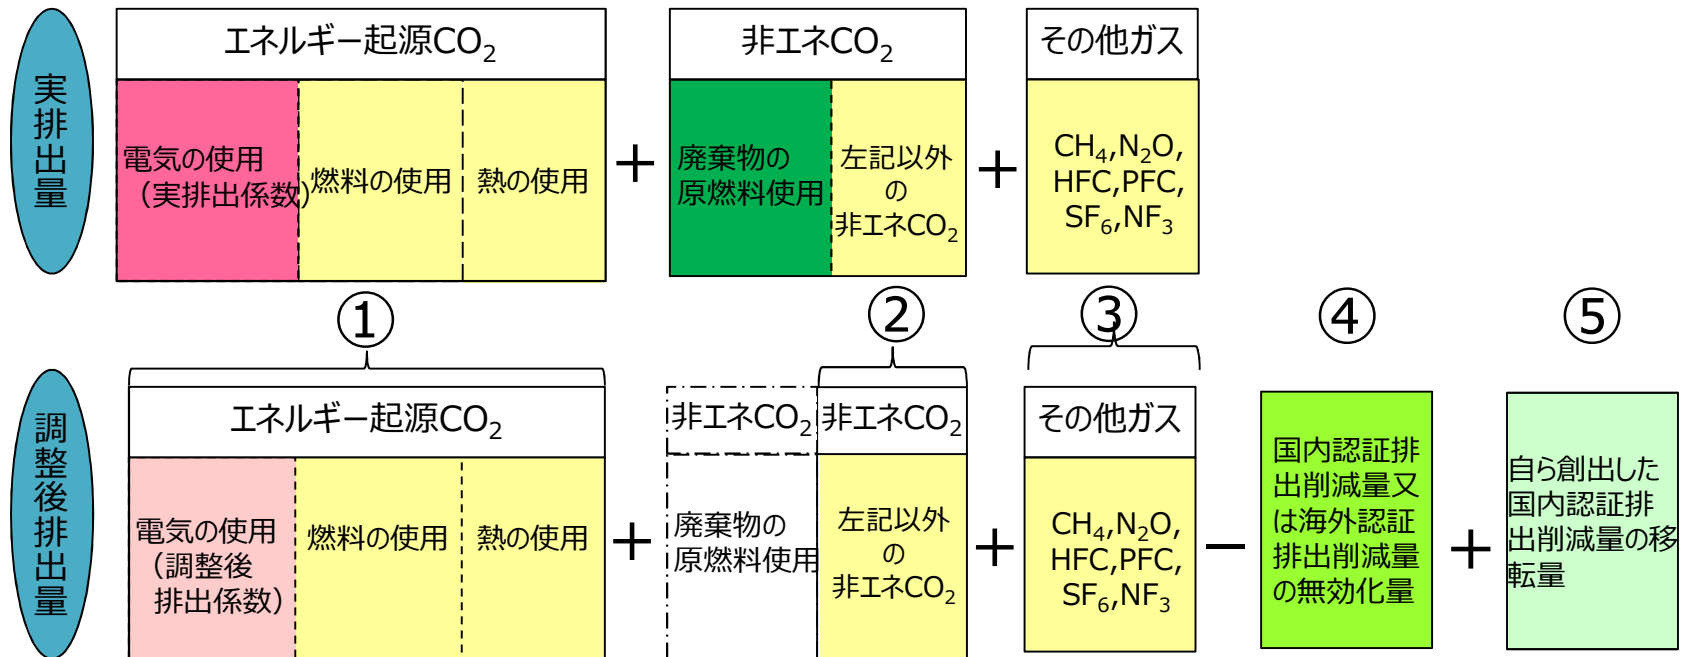 実排出量
エネルギー起源CO2
非エネCO2
その他ガス
電気の使用
（実排出係数）
燃料の使用
熱の使用
＋
廃棄物の
原燃料使用
左記以外
の
非エネCO2
＋
CH4,N2O,
HFC,PFC,
SF6,NF3
①
②
③
④
⑤
調整後排出量
エネルギー起源CO2
非エネCO2
非エネCO2
その他ガス
電気の使用
（調整後
排出係数）
燃料の使用
熱の使用
＋
廃棄物の
原燃料使用
左記以外
の
非エネCO2
＋
CH4,N2O,
HFC,PFC,
SF6,NF3
－
国内認証排
出削減量又
は海外認証
排出削減量
の無効化量
＋
自ら創出した
国内認証排
出削減量の移
転量